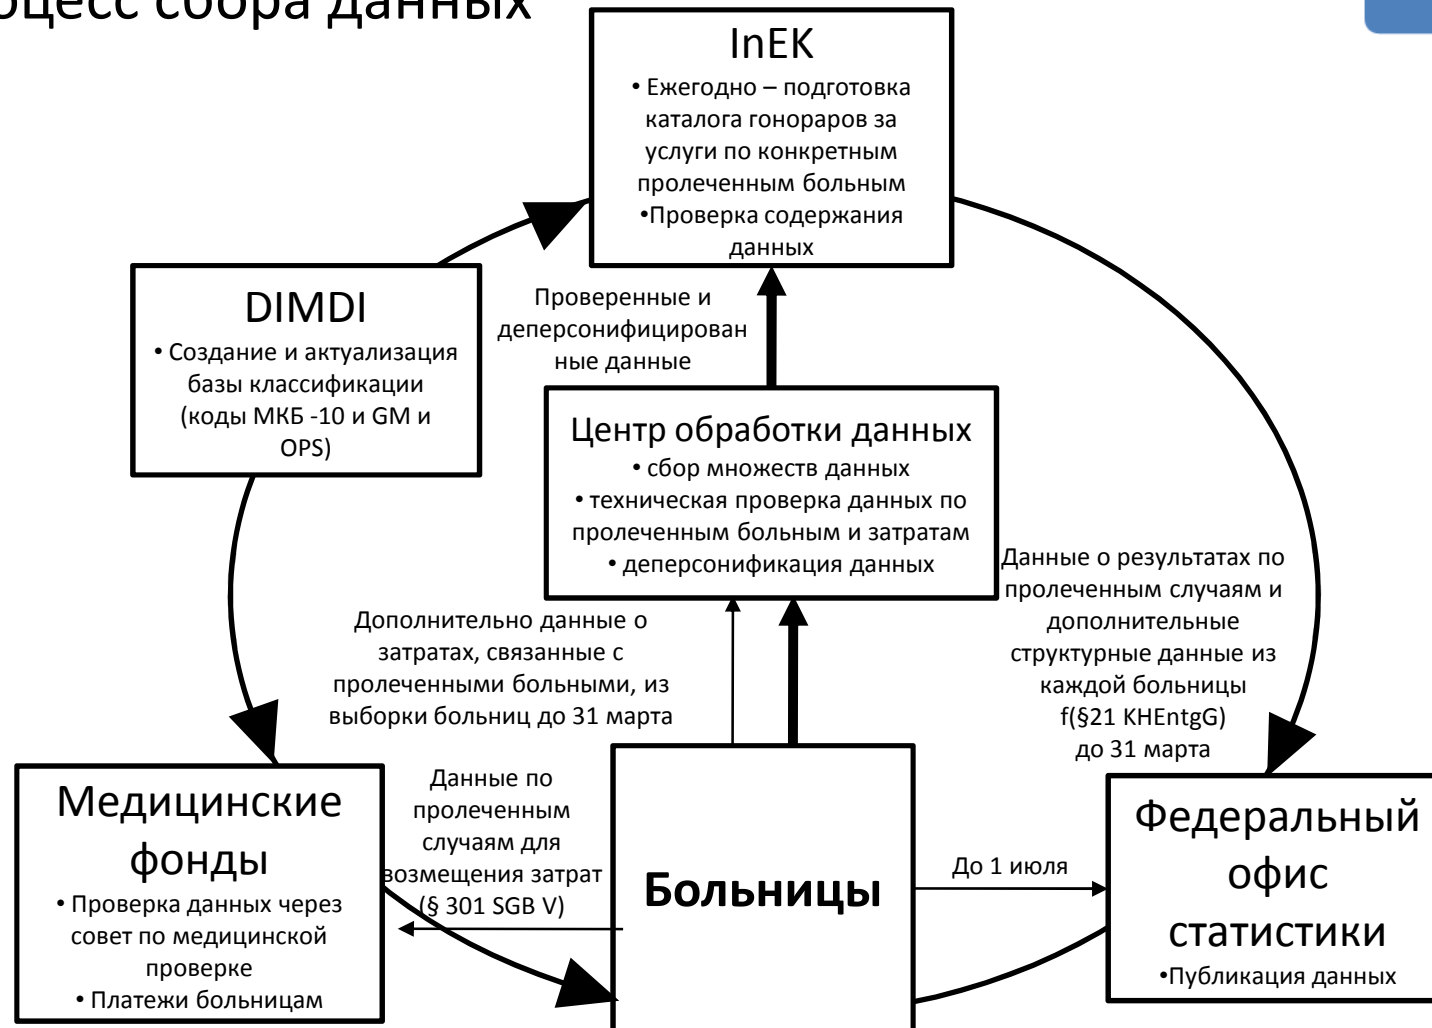 оцесс сбора данных
InEK
• Ежегодно – подготовка
каталога гонораров за
услуги по конкретным
пролеченным больным
•Проверка содержания
данных
DIMDI
• Создание и актуализация
базы классификации
(коды МКБ -10 и GM и
OPS)
Проверенные и
деперсонифицирован
ные данные
Центр обработки данных
• сбор множеств данных
• техническая проверка данных по
пролеченным больным и затратам
• деперсонификация данных
Дополнительно данные о
затратах, связанные с
пролеченными больными, из
выборки больниц до 31 марта
Данные о результатах по
пролеченным случаям и
дополнительные
структурные данные из
каждой больницы
f(§21 KHEntgG)
до 31 марта
Медицинские
фонды
• Проверка данных через
совет по медицинской
проверке
• Платежи больницам
Данные по
пролеченным
случаям для
возмещения затрат
(§ 301 SGB V)
Больницы
До 1 июля
Федеральный
офис
статистики
•Публикация данных